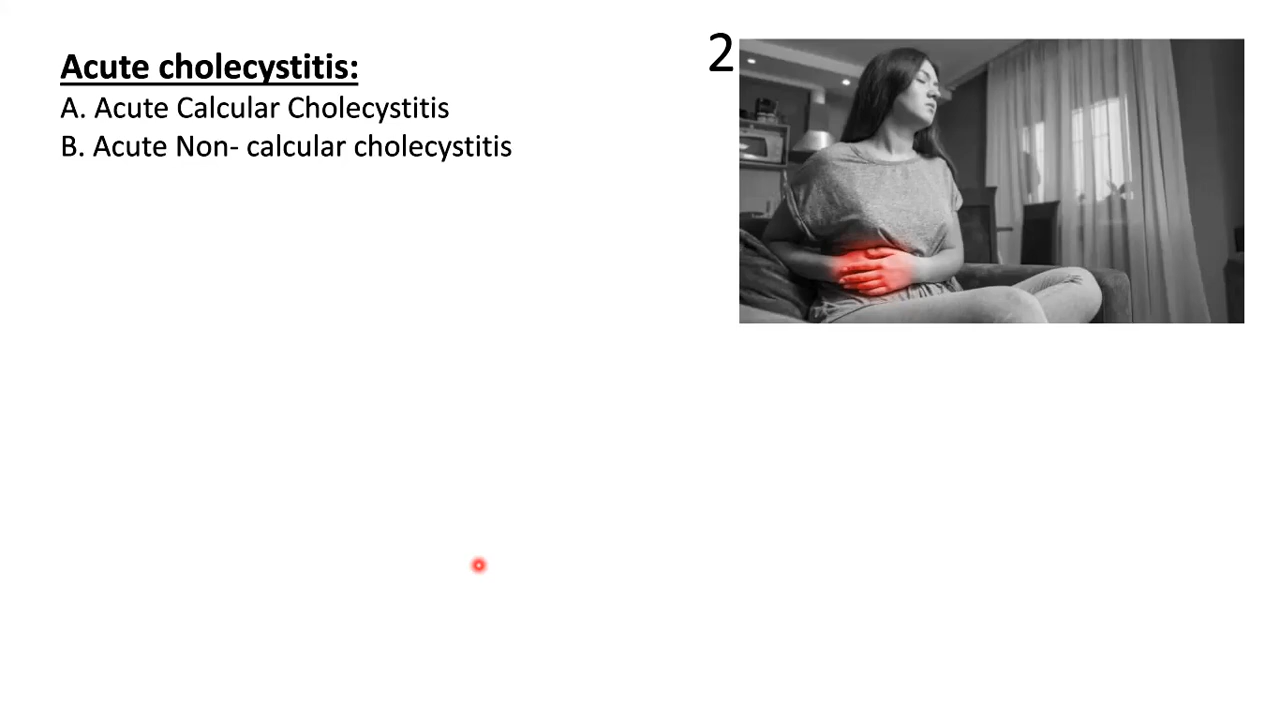 Acute cholecystitis:
A. Acute Calcular Cholecystitis
B. Acute Non- calcular cholecystitis
2